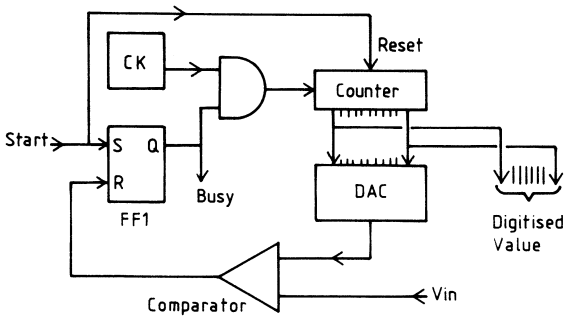 Reset
CK
Counter
Start
S Q
R
Busy
FF1
DAC
Digitised
Value
Vin
Comparator